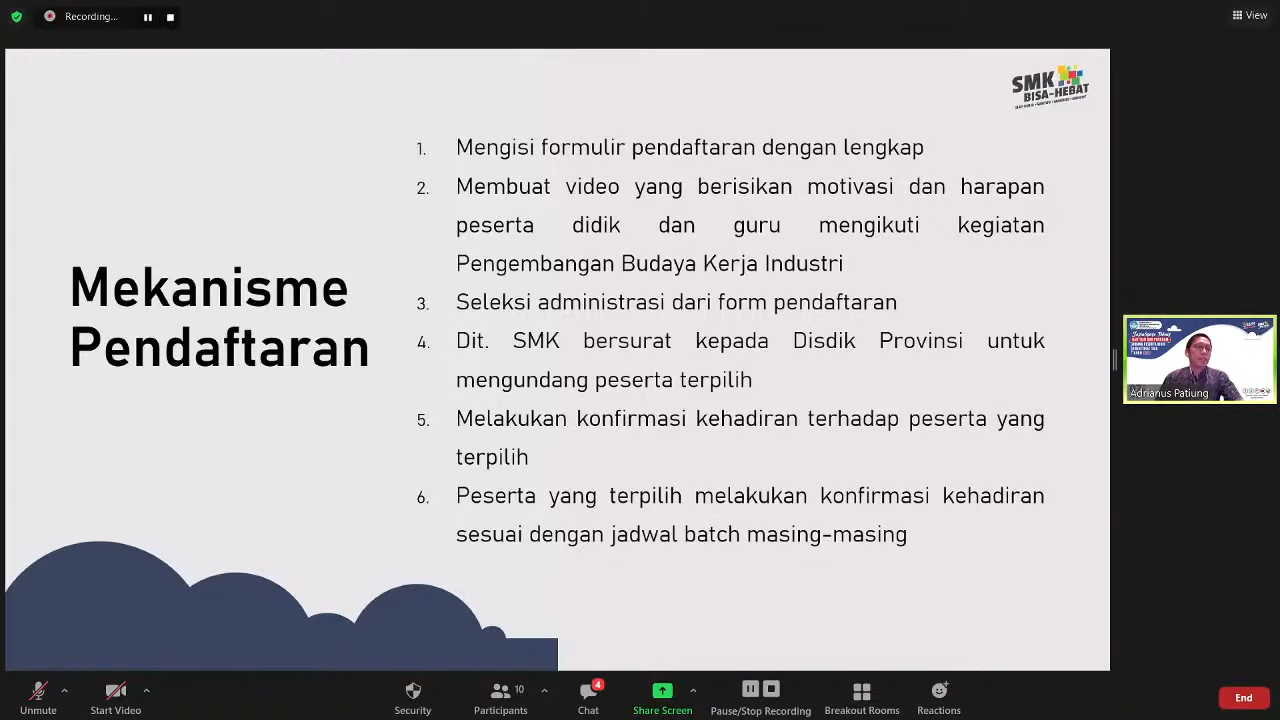 Recording...
View
SMK
BISA-HEBAT
Mekanisme
Pendaftaran
1. Mengisi formulir pendaftaran dengan lengkap
2. Membuat video yang berisikan motivasi dan harapan
peserta didik dan guru mengikuti kegiatan
Pengembangan Budaya Kerja Industri
3. Seleksi administrasi dari form pendaftaran
4. Dit. SMK bersurat kepada Disdik Provinsi untuk
mengundang peserta terpilih
5. Melakukan konfirmasi kehadiran terhadap peserta yang
terpilih
6. Peserta yang terpilih melakukan konfirmasi kehadiran
sesuai dengan jadwal batch masing-masing
Adrianus Patiung
Unmute
Start Video
Security
Participants 10
Chat 4
Share Screen
Pause/Stop Recording
Breakout Rooms
Reactions
End